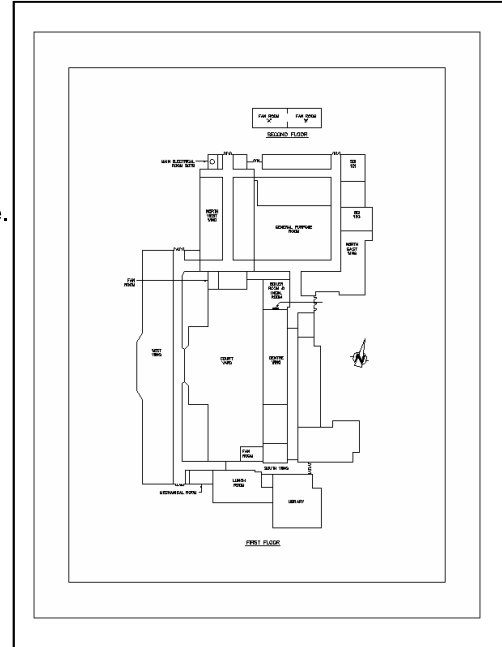 FAN ROOM
'A'
FAN ROOM
'B'
SECOND FLOOR
MAIN ELECTRICAL
NORTH
WEST
WING
GENERAL PURPOSE
ROOM
NORTH
EAST
WING
FAN
ROOM
BOILER
ROOM &
ROOM
WEST
WING
COURT
YARD
CENTRE
WING
FAN
ROOM
SOUTH WING
MECHANICAL ROOM
LUNCH
ROOM
LIBRARY
FIRST FLOOR